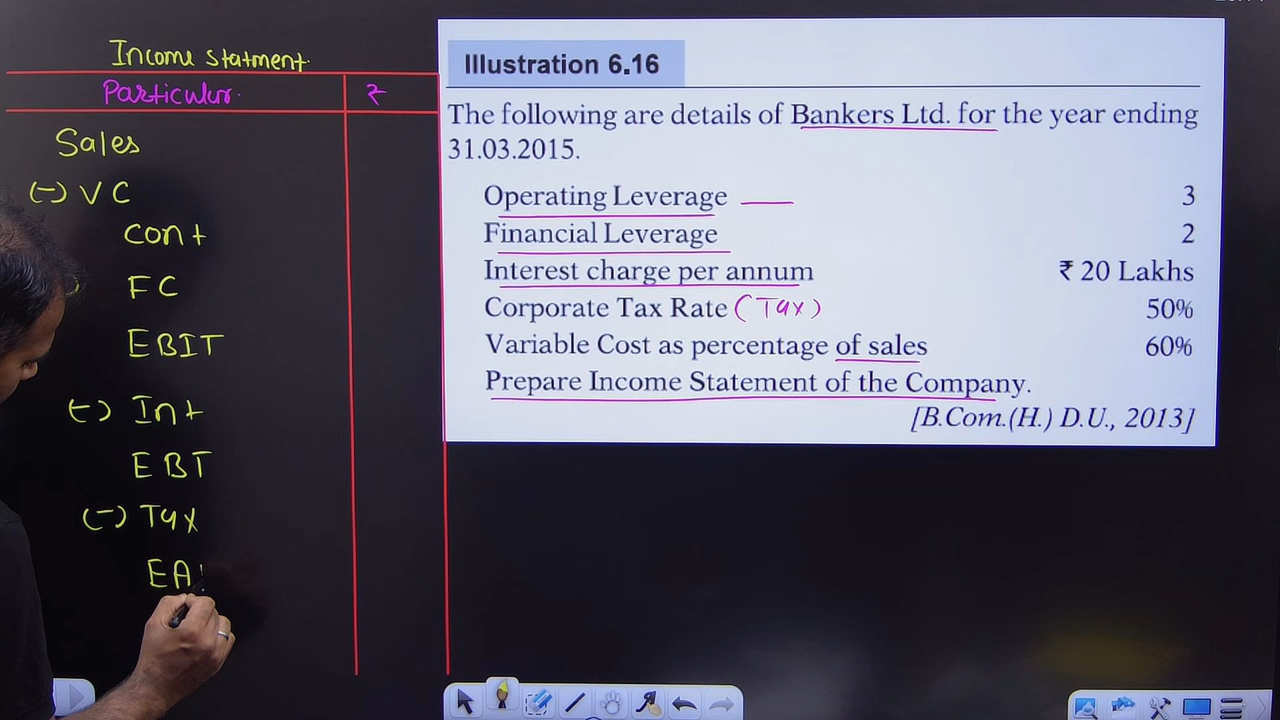 Income statment.
Particular. ₹
Sales
(-) V C
Cont
FC
EBIT
(-) Int
EBT
(-) Tax
EA
Illustration 6.16
The following are details of Bankers Ltd. for the year ending
31.03.2015.
Operating Leverage 3
Financial Leverage 2
Interest charge per annum ₹ 20 Lakhs
Corporate Tax Rate (Tax) 50%
Variable Cost as percentage of sales 60%
Prepare Income Statement of the Company.
[B.Com.(H.) D.U., 2013]